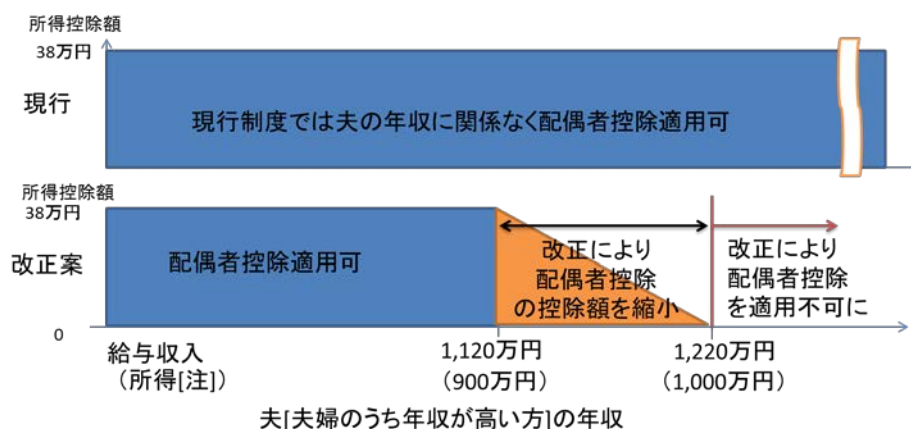 所得控除額
38万円
現行
現行制度では夫の年収に関係なく配偶者控除適用可
所得控除額
38万円
改正案
配偶者控除適用可
改正により
配偶者控除
の控除額を縮小
改正により
配偶者控除
を適用不可に
0
給与収入
（所得[注]）
1,120万円
（900万円）
1,220万円
（1,000万円）
夫[夫婦のうち年収が高い方]の年収